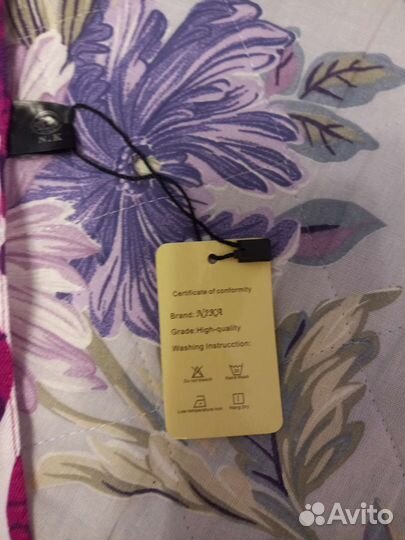 N.K
Certificate of conformity
Brand: NIKA
Grade:High-quality
Washing Instrucction:
Do not bleach
Hand Wash
Low-temperature iron
Hang Dry
Avito